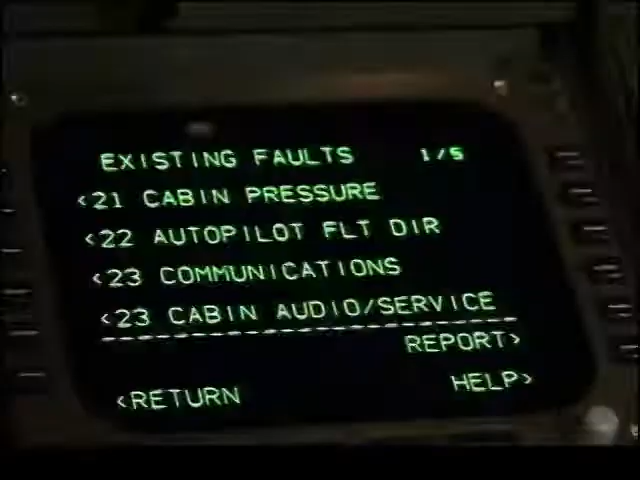 EXISTING FAULTS 1/5
<21 CABIN PRESSURE
<22 AUTOPILOT FLT DIR
<23 COMMUNICATIONS
<23 CABIN AUDIO/SERVICE
------------------------
REPORT>
<RETURN HELP>